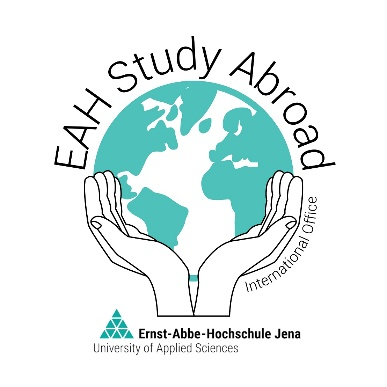 EAH Study Abroad
International Office
Ernst-Abbe-Hochschule Jena
University of Applied Sciences